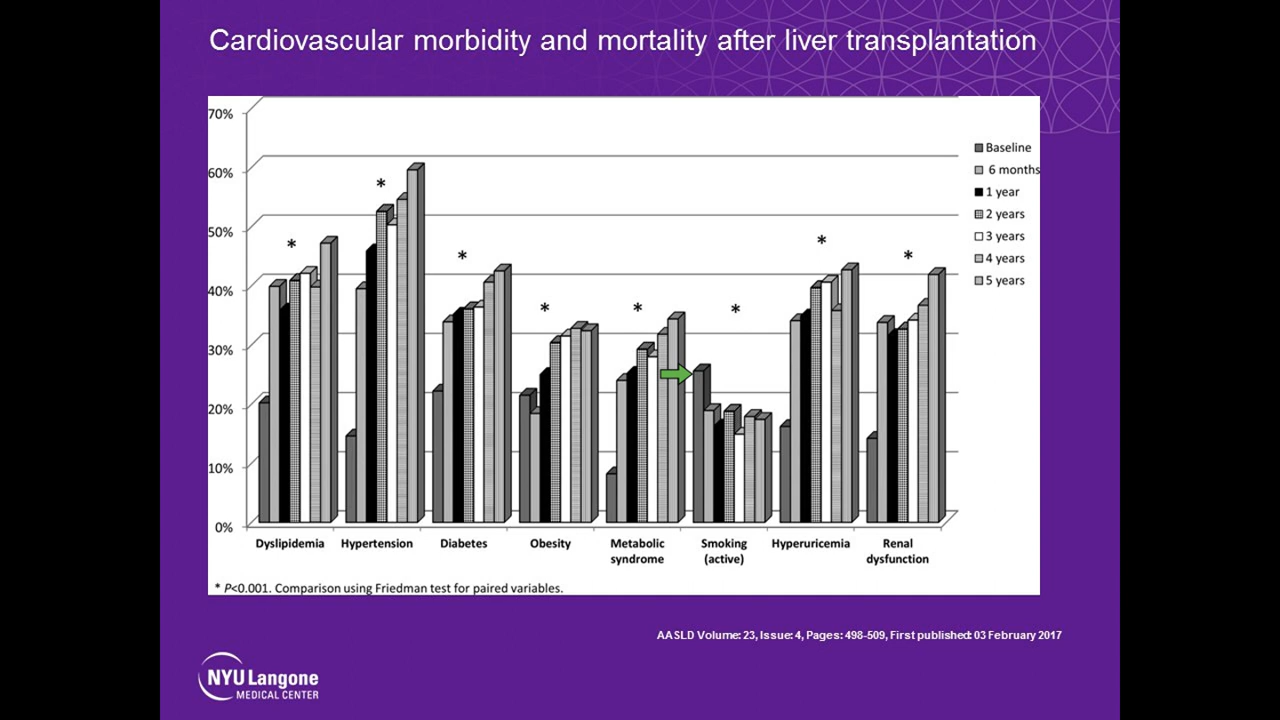 Cardiovascular morbidity and mortality after liver transplantation
70%
60%
50%
40%
30%
20%
10%
0%
*
*
*
*
*
*
*
*
Baseline
6 months
1 year
2 years
3 years
4 years
5 years
Dyslipidemia Hypertension Diabetes Obesity Metabolic Smoking Hyperuricemia Renal
syndrome (active) dysfunction
* P<0.001. Comparison using Friedman test for paired variables.
AASLD Volume: 23, Issue: 4, Pages: 498-509, First published: 03 February 2017
NYU Langone
MEDICAL CENTER